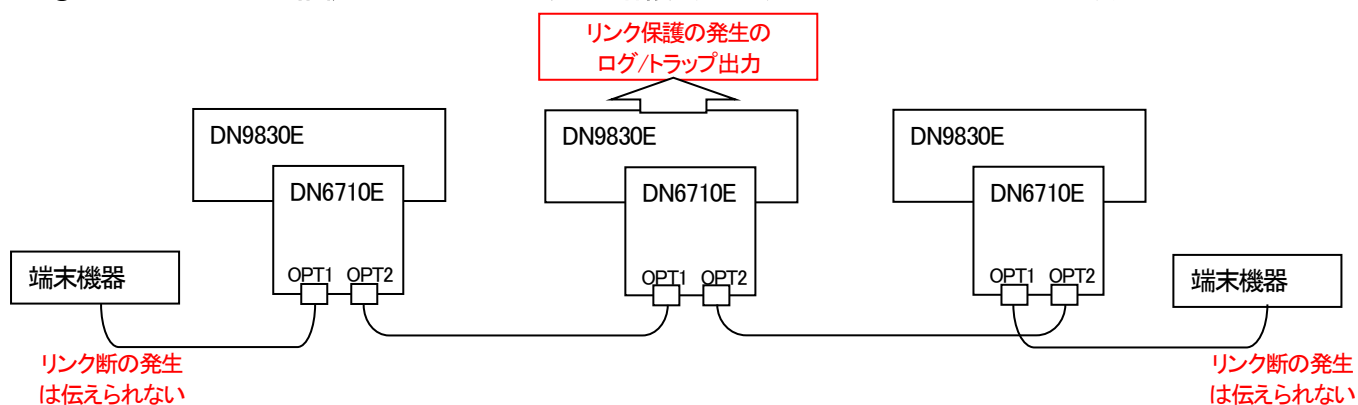 リンク保護の発生の
ログ/トラップ出力
DN9830E
DN6710E
OPT1 OPT2
DN9830E
DN6710E
OPT1 OPT2
DN9830E
DN6710E
OPT1 OPT2
端末機器
端末機器
リンク断の発生
は伝えられない
リンク断の発生
は伝えられない